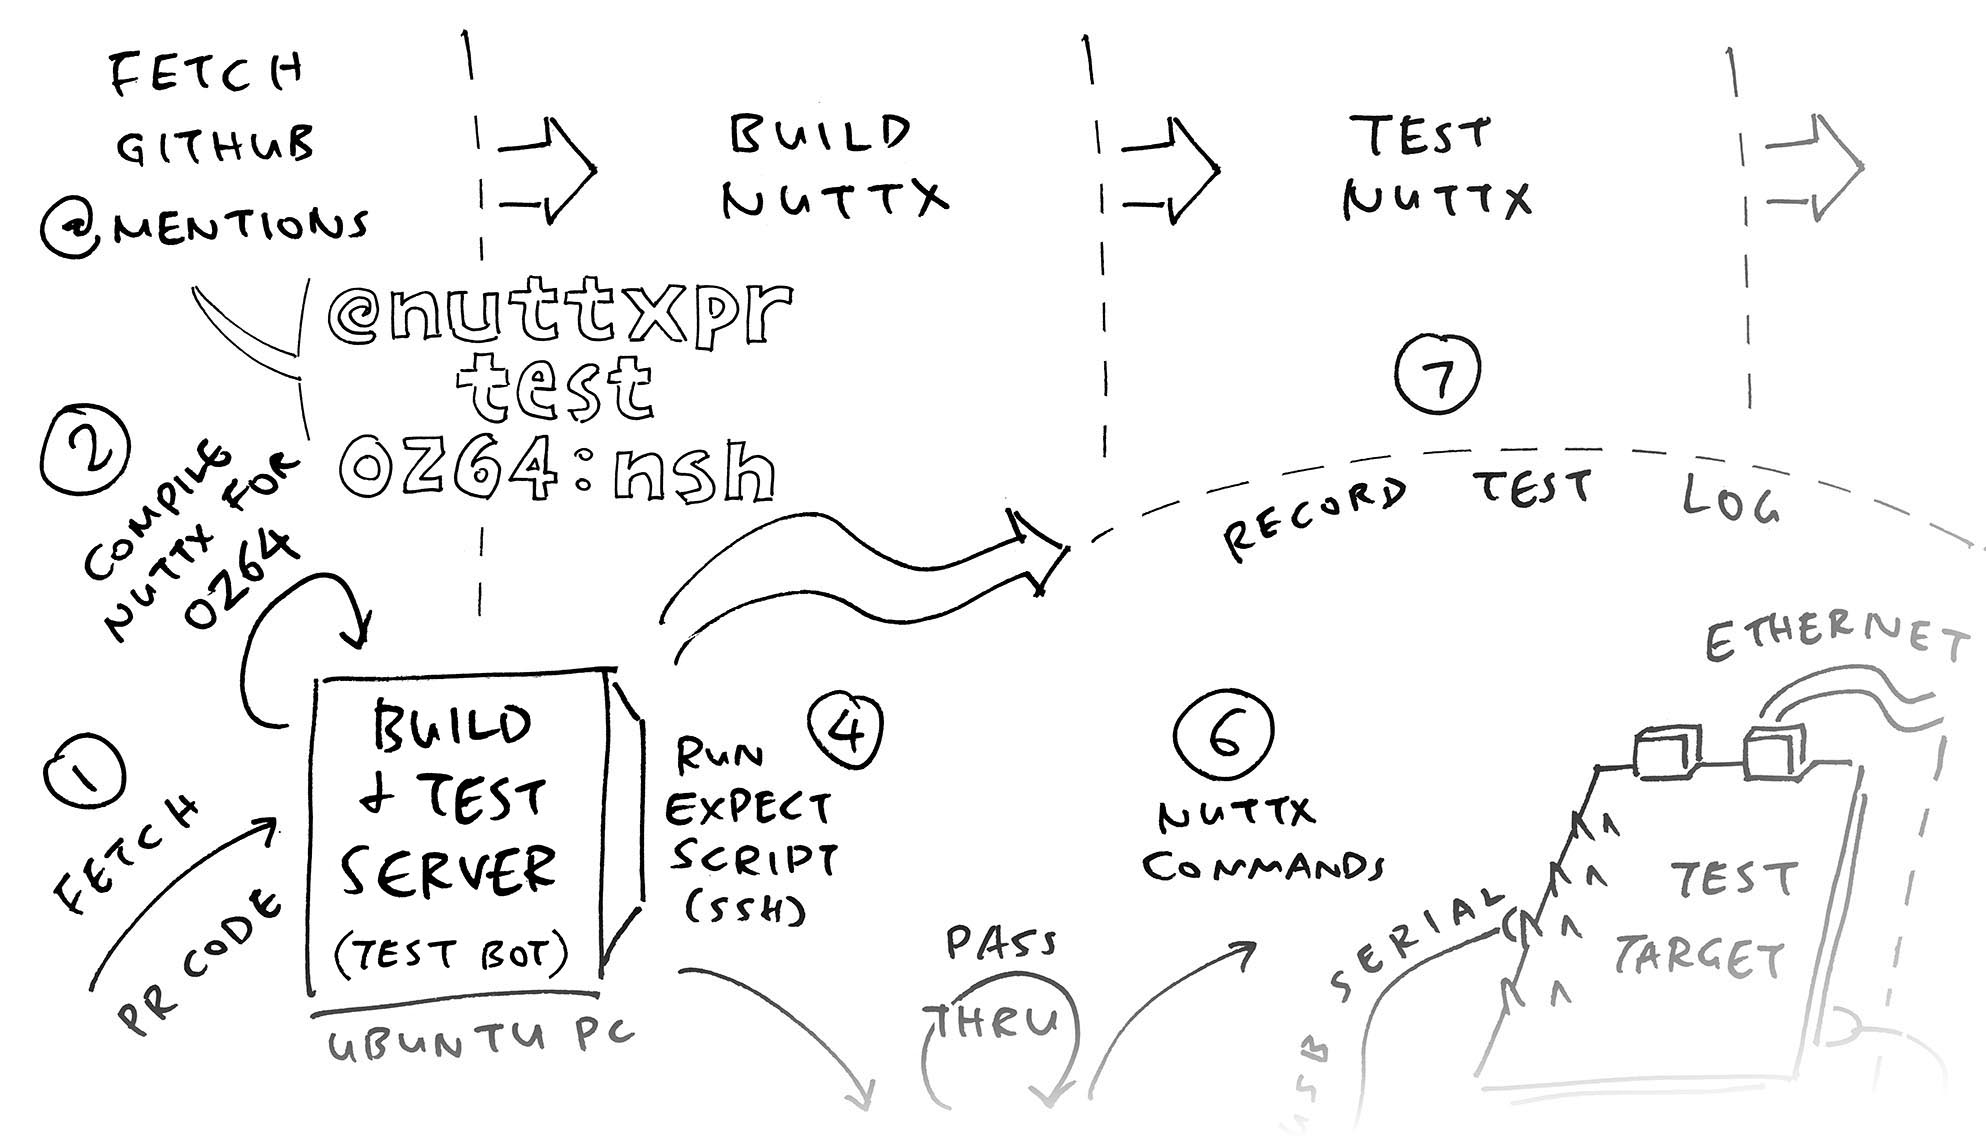 FETCH
GITHUB
@MENTIONS
BUILD
NUTTX
TEST
NUTTX
@nuttxpr
test
OZ64:nsh
2
COMPILE
NUTTX FOR
OZ64
7
RECORD TEST LOG
1
FETCH
PR CODE
BUILD
& TEST
SERVER
(TEST BOT)
UBUNTU PC
4
RUN
EXPECT
SCRIPT
(SSH)
PASS
THRU
6
NUTTX
COMMANDS
USB SERIAL
ETHERNET
TEST
TARGET